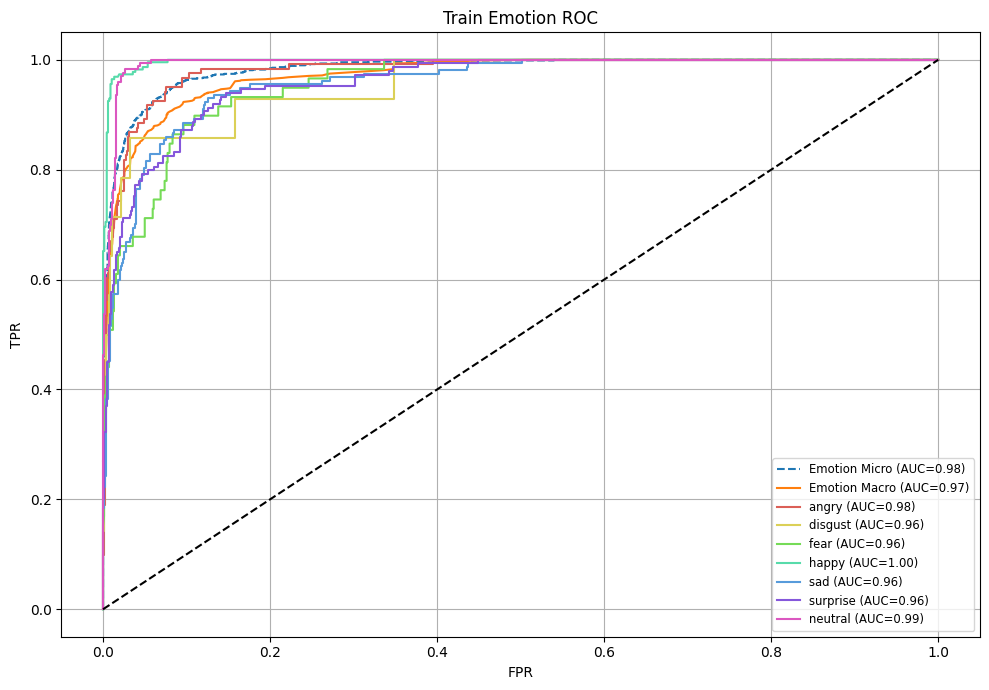 Train Emotion ROC
TPR
1.0
0.8
0.6
0.4
0.2
0.0
0.0 0.2 0.4 0.6 0.8 1.0
FPR
Emotion Micro (AUC=0.98)
Emotion Macro (AUC=0.97)
angry (AUC=0.98)
disgust (AUC=0.96)
fear (AUC=0.96)
happy (AUC=1.00)
sad (AUC=0.96)
surprise (AUC=0.96)
neutral (AUC=0.99)